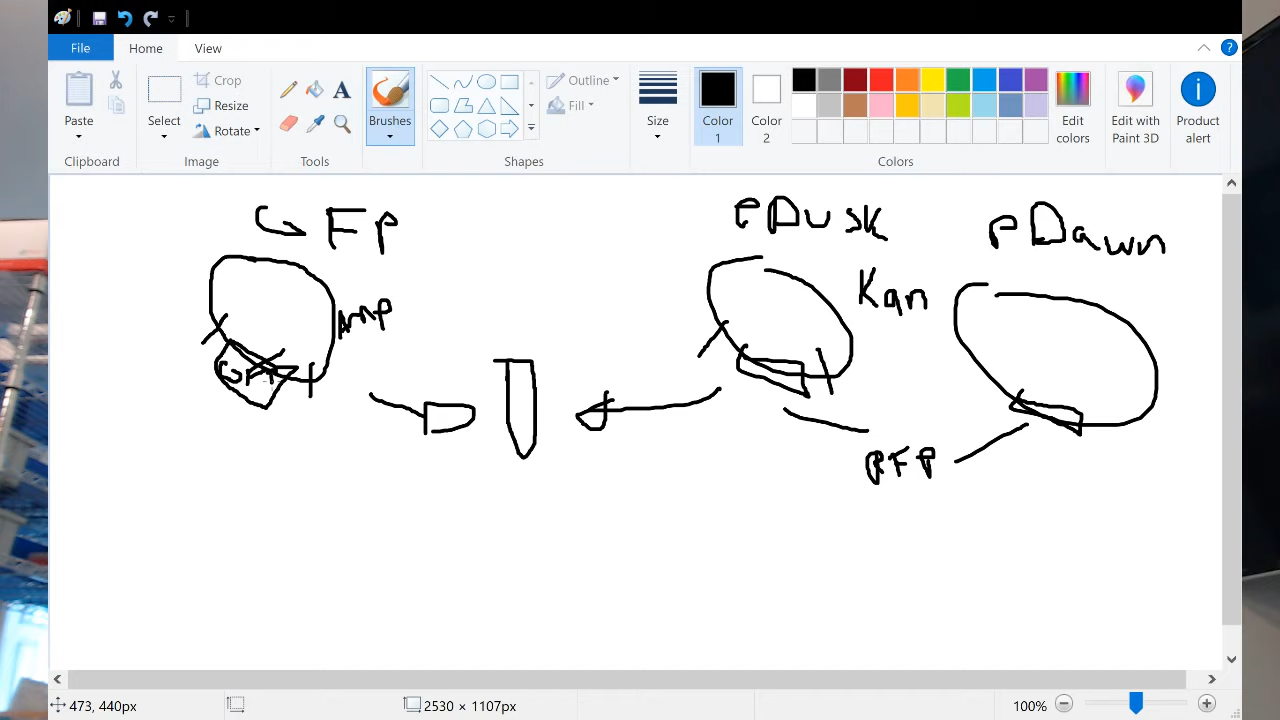 File Home View
Paste
Clipboard
Select
Crop
Resize
Rotate
Image
Tools
Brushes
Shapes
Outline
Fill
Size
Color 1
Color 2
Edit colors
Colors
Edit with Paint 3D
Product alert
GFP
pDusk
pDawn
Kan
AMP
GFP
RFP
473, 440px
2530 × 1107px
100%